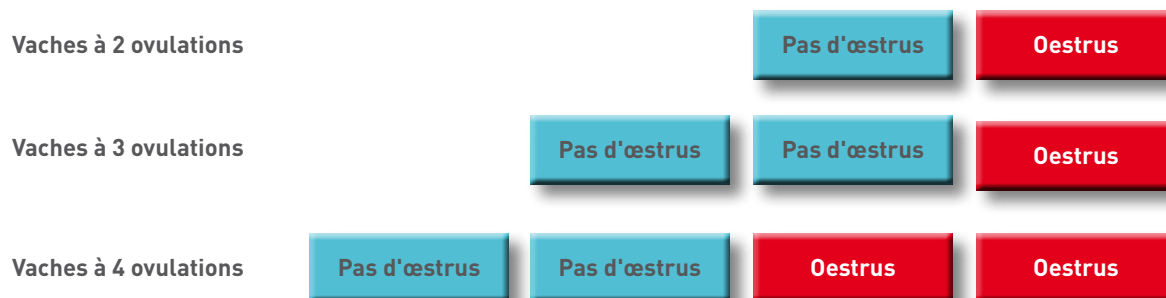 Vaches à 2 ovulations Pas d'œstrus Oestrus
Vaches à 3 ovulations Pas d'œstrus Pas d'œstrus Oestrus
Vaches à 4 ovulations Pas d'œstrus Pas d'œstrus Oestrus Oestrus